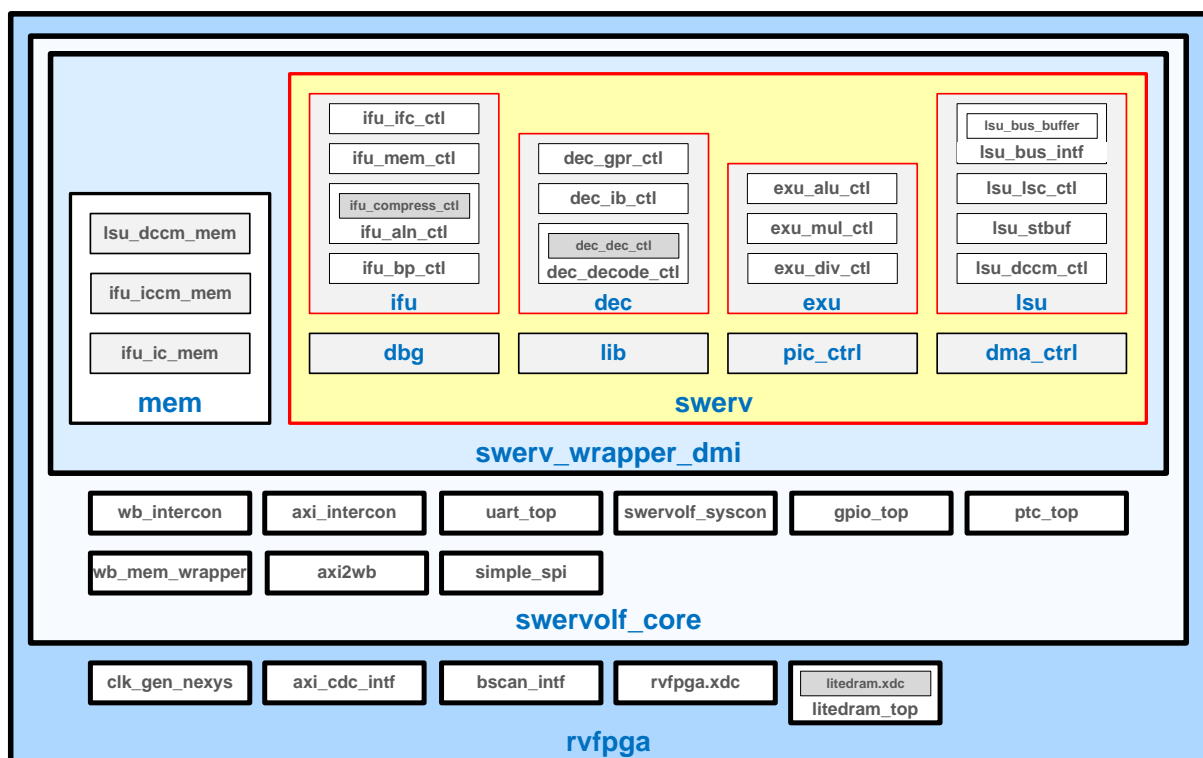 ifu_ifc_ctl
ifu_mem_ctl
ifu_compress_ctl
ifu_aln_ctl
ifu_bp_ctl
ifu
dec_gpr_ctl
dec_ib_ctl
dec_dec_ctl
dec_decode_ctl
dec
exu_alu_ctl
exu_mul_ctl
exu_div_ctl
exu
lsu_bus_buffer
lsu_bus_intf
lsu_lsc_ctl
lsu_stbuf
lsu_dccm_ctl
lsu
dbg
lib
pic_ctrl
dma_ctrl
swerv
lsu_dccm_mem
ifu_iccm_mem
ifu_ic_mem
mem
swerv_wrapper_dmi
wb_intercon
axi_intercon
uart_top
swervolf_syscon
gpio_top
ptc_top
wb_mem_wrapper
axi2wb
simple_spi
swervolf_core
clk_gen_nexys
axi_cdc_intf
bscan_intf
rvfpga.xdc
litedram.xdc
litedram_top
rvfpga